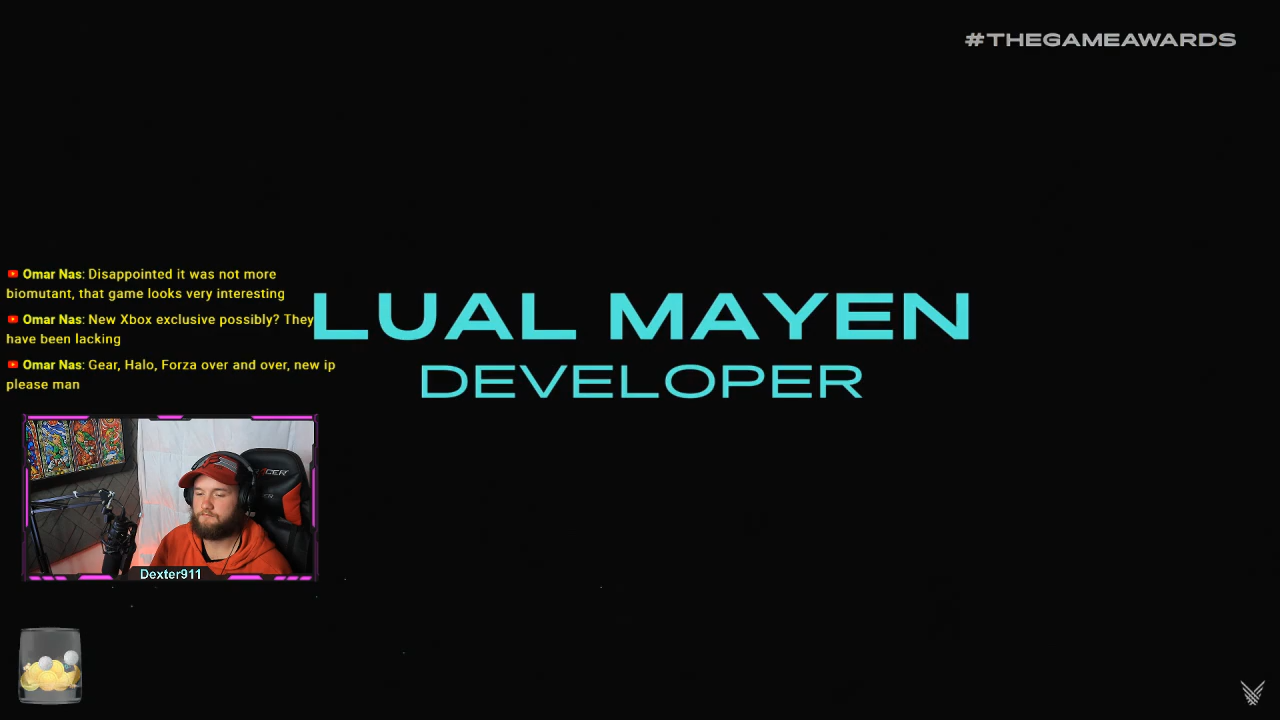 #THEGAMEAWARDS
Omar Nas: Disappointed it was not more
biomutant, that game looks very interesting
Omar Nas: New Xbox exclusive possibly? They
have been lacking
Omar Nas: Gear, Halo, Forza over and over, new ip
please man
LUAL MAYEN
DEVELOPER
Dexter911